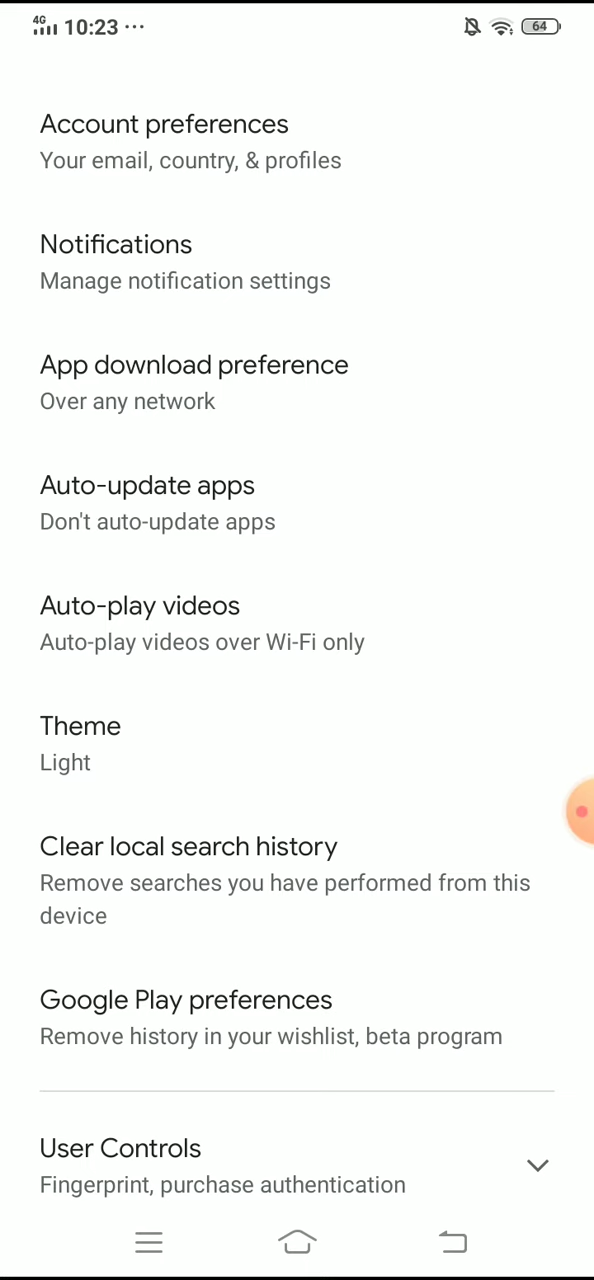 4G 10:23 ··· 64
Account preferences
Your email, country, & profiles
Notifications
Manage notification settings
App download preference
Over any network
Auto-update apps
Don't auto-update apps
Auto-play videos
Auto-play videos over Wi-Fi only
Theme
Light
Clear local search history
Remove searches you have performed from this
device
Google Play preferences
Remove history in your wishlist, beta program
User Controls
Fingerprint, purchase authentication